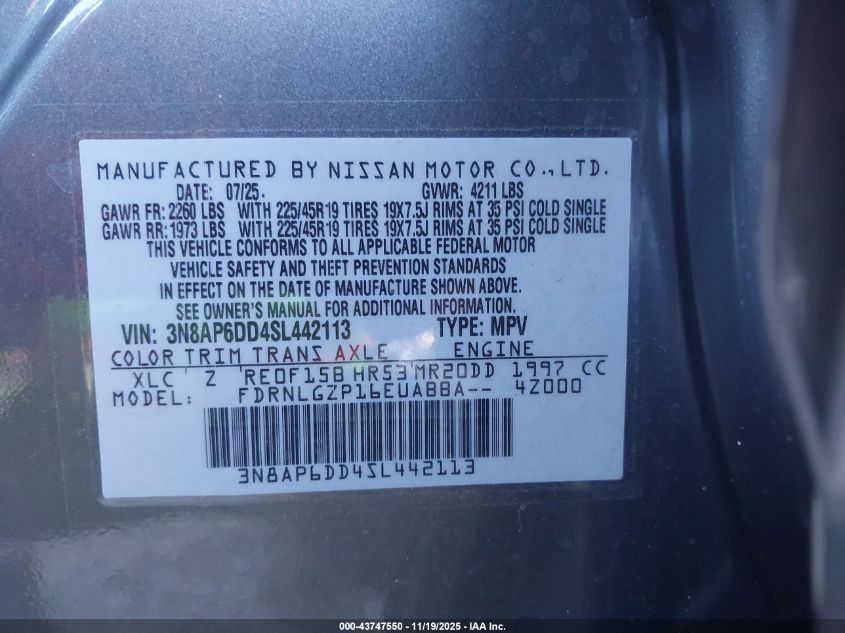 MANUFACTURED BY NISSAN MOTOR CO.,LTD.
DATE: 07/25. GVWR: 4211 LBS
GAWR FR: 2260 LBS WITH 225/45R19 TIRES 19X7.5J RIMS AT 35 PSI COLD SINGLE
GAWR RR: 1973 LBS WITH 225/45R19 TIRES 19X7.5J RIMS AT 35 PSI COLD SINGLE
THIS VEHICLE CONFORMS TO ALL APPLICABLE FEDERAL MOTOR
VEHICLE SAFETY AND THEFT PREVENTION STANDARDS
IN EFFECT ON THE DATE OF MANUFACTURE SHOWN ABOVE.
SEE OWNER'S MANUAL FOR ADDITIONAL INFORMATION.
VIN: 3N8AP6DD4SL442113 TYPE: MPV
COLOR TRIM TRANS AXLE ENGINE
XLC Z RE0F15B HR53 MR20DD 1997 CC
MODEL: FDRNLGZP16EUABBA-- 4Z000
3N8AP6DD4SL442113
000-43747550 - 11/19/2025 - IAA Inc.